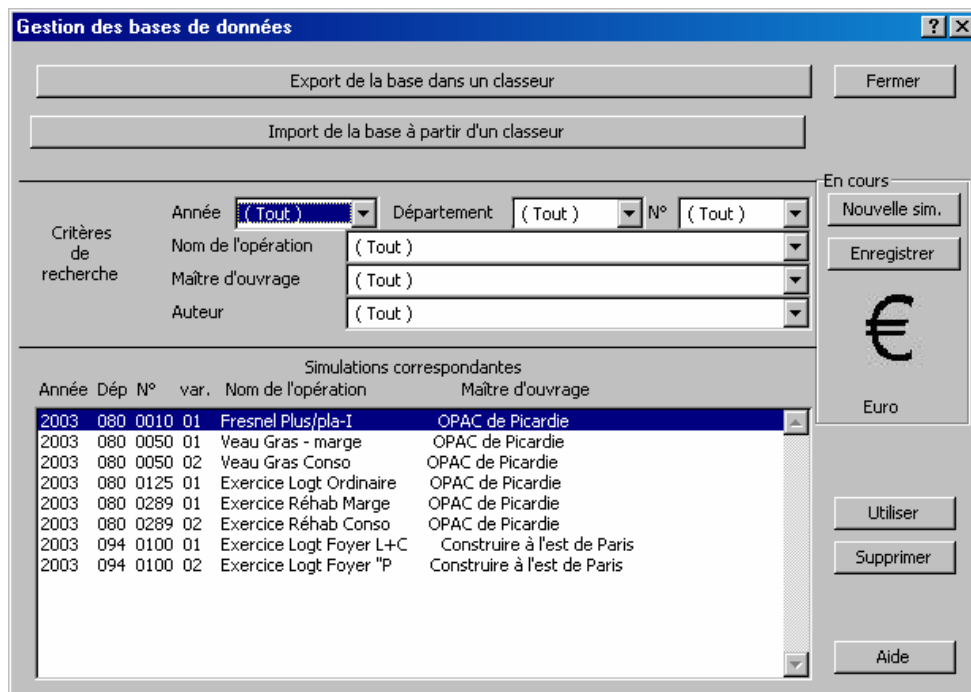 Gestion des bases de données
Export de la base dans un classeur
Fermer
Import de la base à partir d'un classeur
En cours
Année ( Tout ) Département ( Tout ) N° ( Tout )
Nouvelle sim.
Critères
de
recherche
Nom de l'opération ( Tout )
Enregistrer
Maître d'ouvrage ( Tout )
Auteur ( Tout )
€
Euro
Simulations correspondantes
Année Dép N° var. Nom de l'opération Maître d'ouvrage
2003 080 0010 01 Fresnel Plus/pla-I OPAC de Picardie
2003 080 0050 01 Veau Gras - marge OPAC de Picardie
2003 080 0050 02 Veau Gras Conso OPAC de Picardie
2003 080 0125 01 Exercice Logt Ordinaire OPAC de Picardie
2003 080 0289 01 Exercice Réhab Marge OPAC de Picardie
2003 080 0289 02 Exercice Réhab Conso OPAC de Picardie
2003 094 0100 01 Exercice Logt Foyer L+C Construire à l'est de Paris
2003 094 0100 02 Exercice Logt Foyer "P Construire à l'est de Paris
Utiliser
Supprimer
Aide